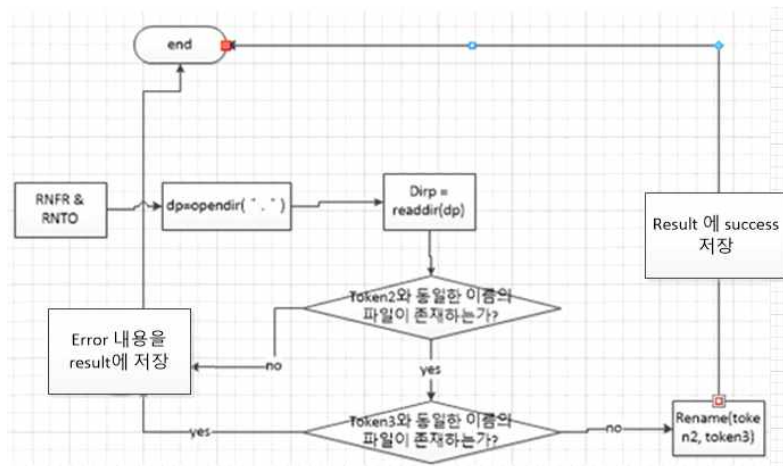 end
RNFR &
RNTO
dp=opendir( " . " )
Dirp =
readdir(dp)
Result 에 success
저장
Token2와 동일한 이름의
파일이 존재하는가?
Error 내용을
result에 저장
no
yes
Token3와 동일한 이름의
파일이 존재하는가?
yes
no
Rename(toke
n2, token3)